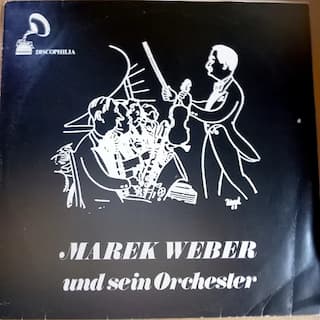 DISCOPHILIA
MAREK WEBER
und sein Orchester